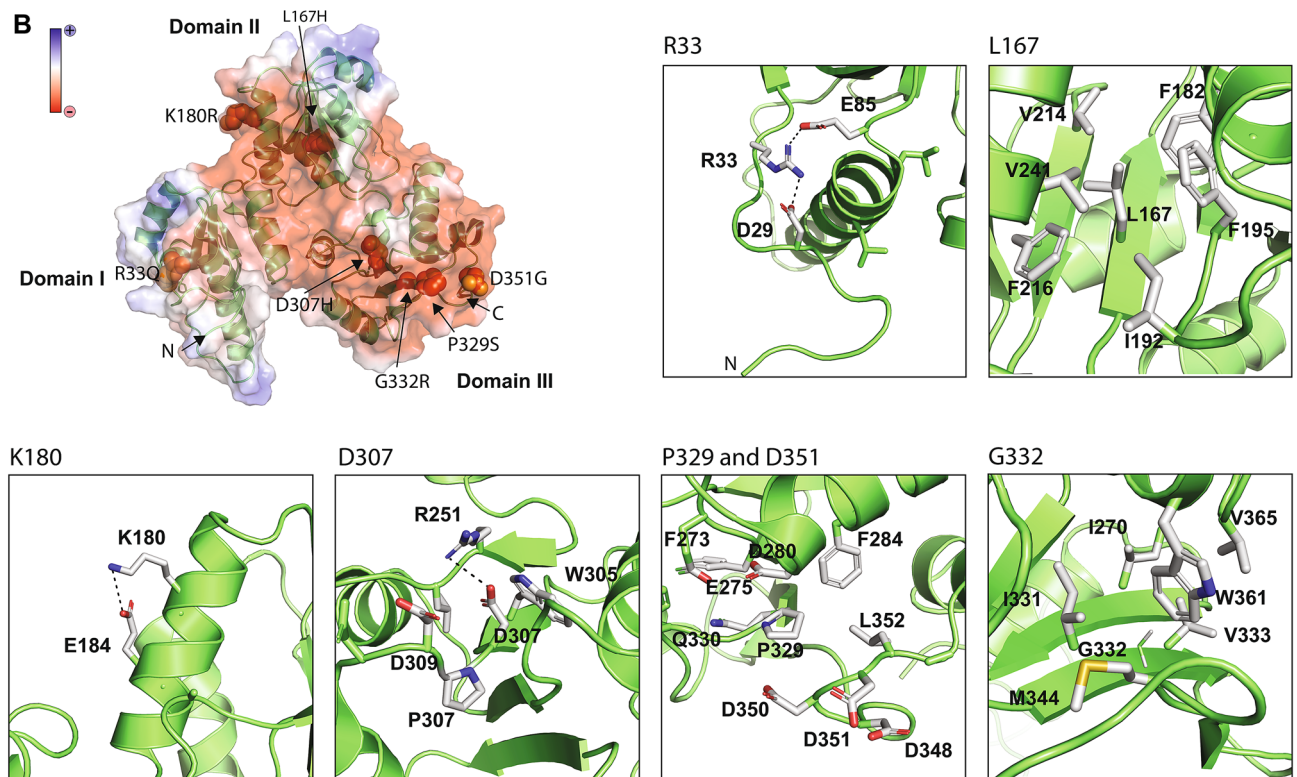 B
+
−
Domain II
L167H
K180R
Domain I
R33Q
D307H
D351G
C
N
P329S
G332R
Domain III
R33
E85
R33
D29
N
L167
F182
V214
V241
L167
F195
F216
I192
K180
K180
E184
D307
R251
W305
D307
D309
P307
P329 and D351
F273
D280
F284
E275
Q330
P329
L352
D350
D351
D348
G332
I270
V365
I331
W361
V333
G332
M344